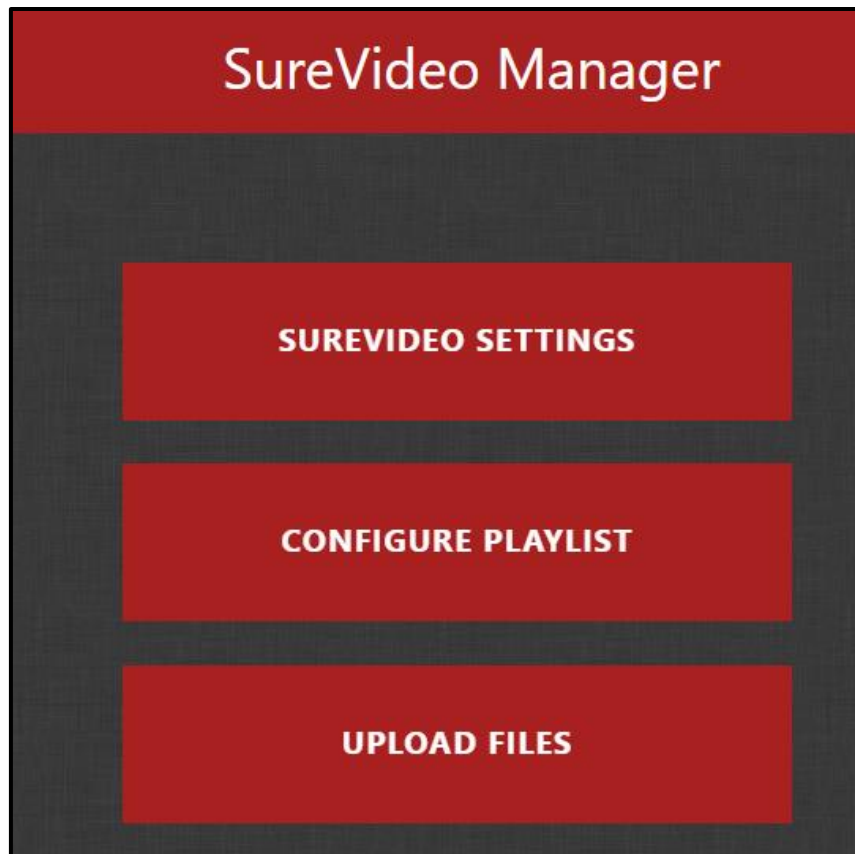 SureVideo Manager
SUREVIDEO SETTINGS
CONFIGURE PLAYLIST
UPLOAD FILES